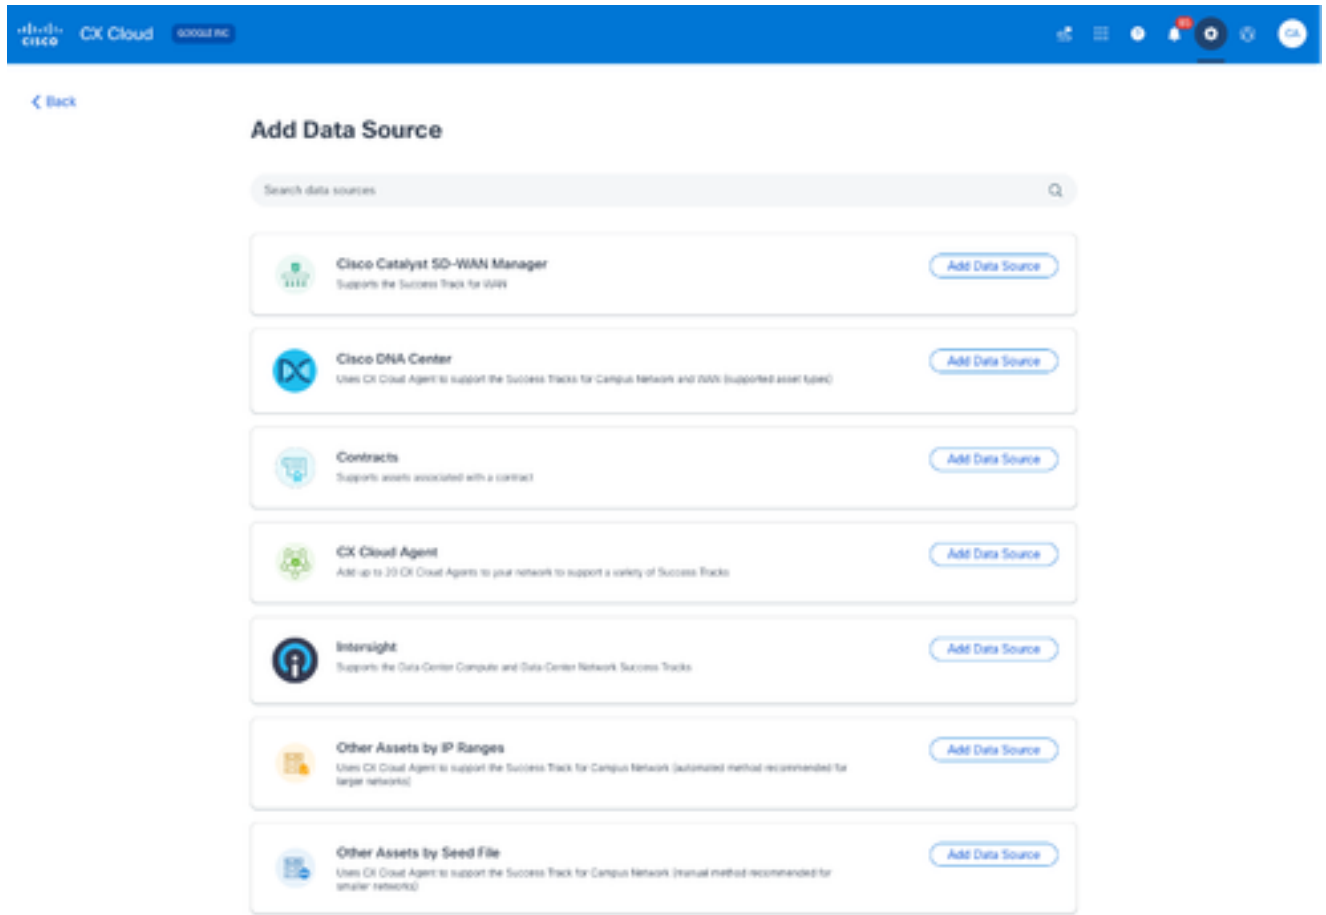 CISCO CX Cloud GOOGLE INC CA
Back
Add Data Source
Search data sources
Cisco Catalyst SD-WAN Manager
Add Data Source
Supports the Success Track for WAN
Cisco DNA Center
Add Data Source
Uses CX Cloud Agent to support the Success Tracks for Campus Network and WAN (supported asset types)
Contracts
Add Data Source
Supports assets associated with a contract
CX Cloud Agent
Add Data Source
Add up to 20 CX Cloud Agents to your network to support a variety of Success Tracks
Intersight
Add Data Source
Supports the Data Center Compute and Data Center Network Success Tracks
Other Assets by IP Ranges
Add Data Source
Uses CX Cloud Agent to support the Success Track for Campus Network (automated method recommended for
larger networks)
Other Assets by Seed File
Add Data Source
Uses CX Cloud Agent to support the Success Track for Campus Network (manual method recommended for
smaller networks)